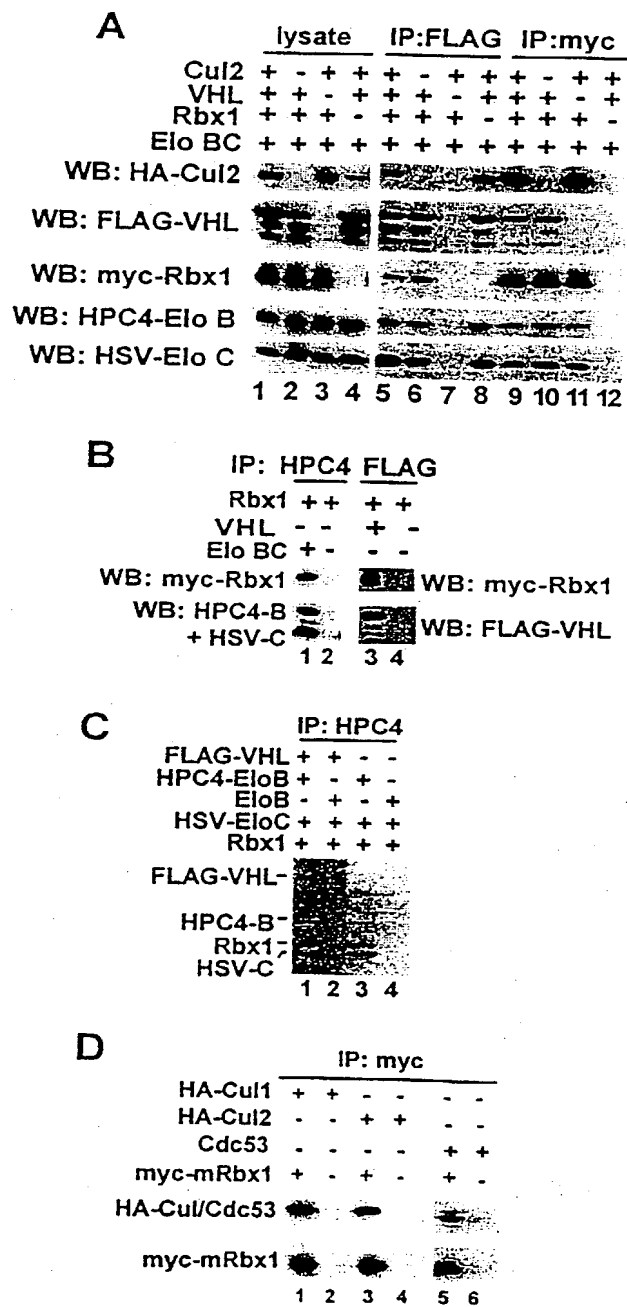 A
lysate IP:FLAG IP:myc
Cul2 + - + + + - + + + - + +
VHL + + - + + + - + + + - +
Rbx1 + + + - + + + - + + + -
Elo BC + + + + + + + + + + + +
WB: HA-Cul2
WB: FLAG-VHL
WB: myc-Rbx1
WB: HPC4-Elo B
WB: HSV-Elo C
1 2 3 4 5 6 7 8 9 10 11 12
B
IP: HPC4 FLAG
Rbx1 + + + +
VHL - - + -
Elo BC + - - -
WB: myc-Rbx1 WB: myc-Rbx1
WB: HPC4-B
+ HSV-C WB: FLAG-VHL
1 2 3 4
C
IP: HPC4
FLAG-VHL + + - -
HPC4-EloB + - + -
EloB - + - +
HSV-EloC + + + +
Rbx1 + + + +
FLAG-VHL-
HPC4-B-
Rbx1-
HSV-C
1 2 3 4
D
IP: myc
HA-Cul1 + + - - - -
HA-Cul2 - - + + - -
Cdc53 - - - - + +
myc-mRbx1 + - + - + -
HA-Cul/Cdc53
myc-mRbx1
1 2 3 4 5 6